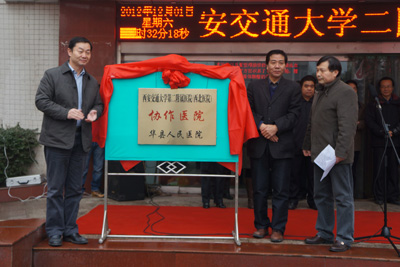 2012年12月01日
星期六
时32分18秒
安交通大学二附
西安交通大学第二附属医院(西北医院)
协作医院
华县人民医院